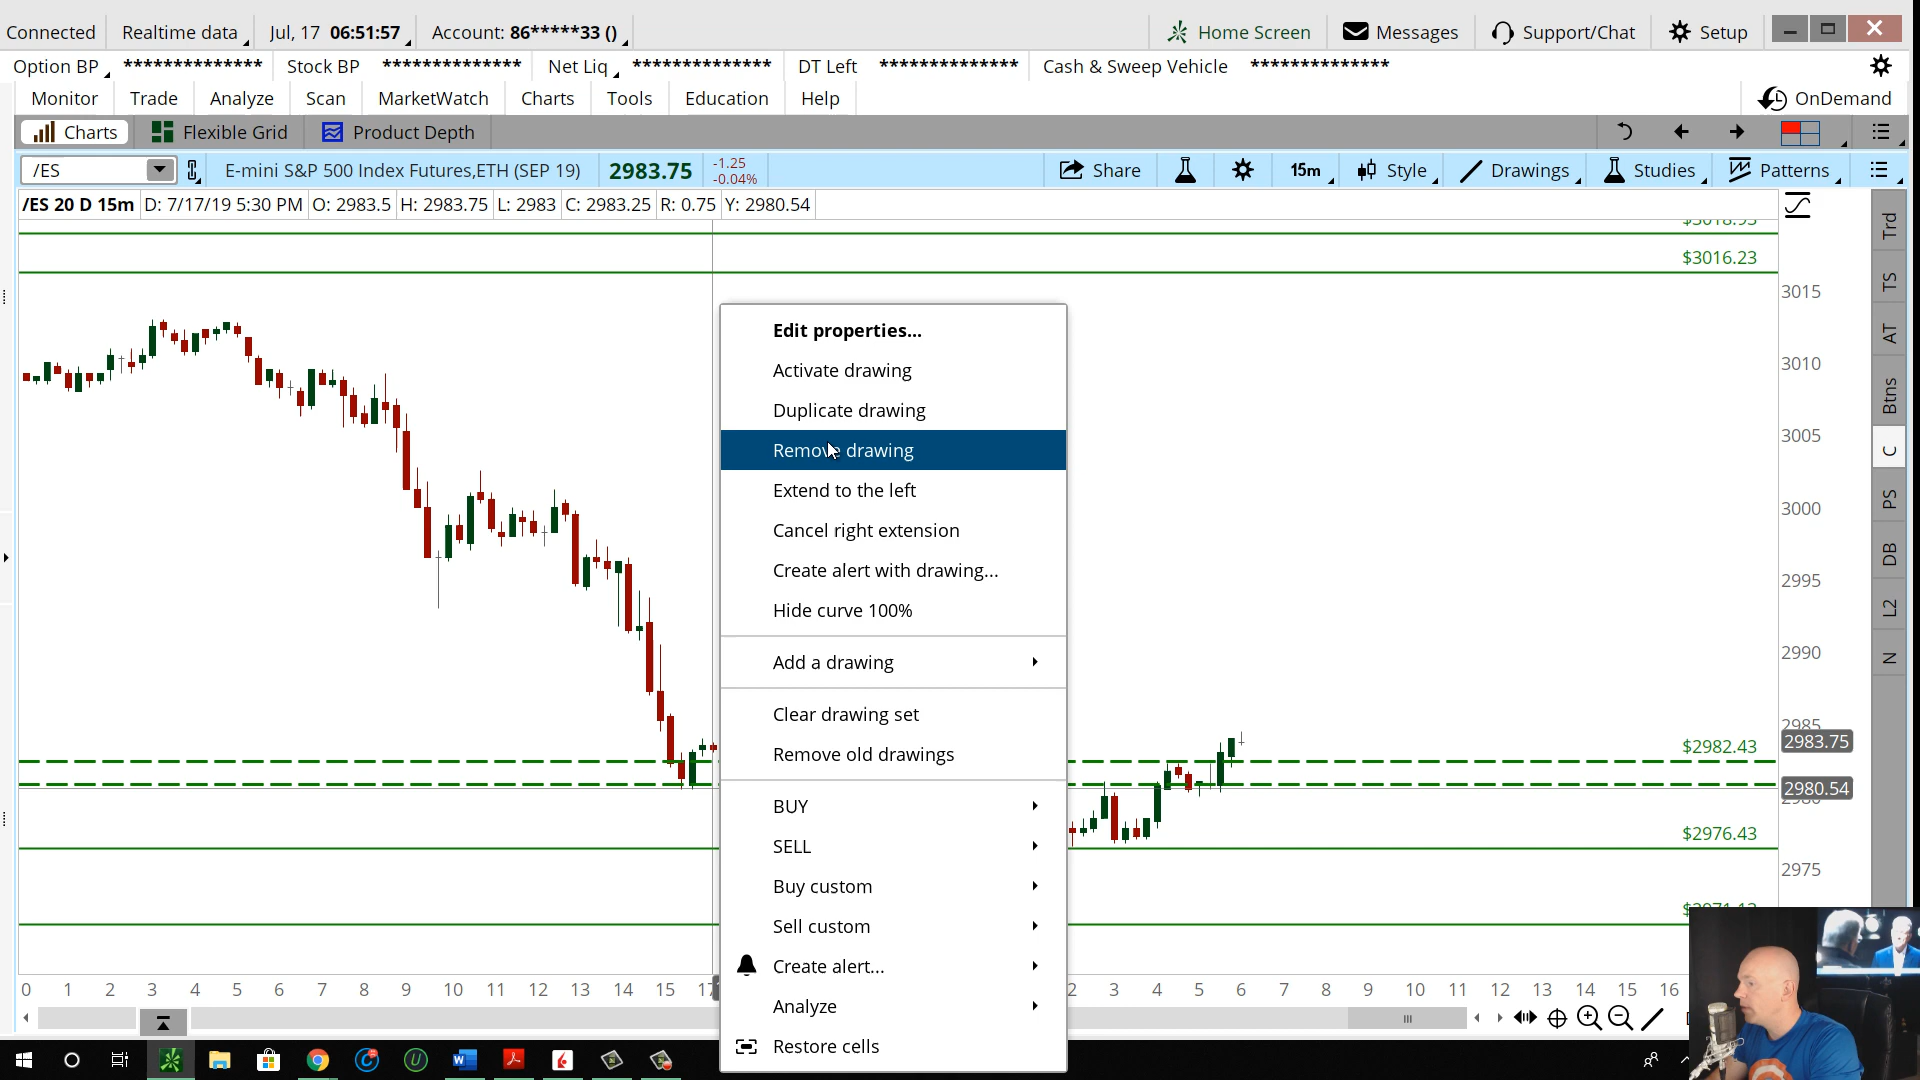 Connected Realtime data Jul, 17 06:51:57 Account: 86*****33 () Home Screen Messages Support/Chat Setup
Option BP ************** Stock BP ************** Net Liq ************** DT Left ************** Cash & Sweep Vehicle **************
Monitor Trade Analyze Scan MarketWatch Charts Tools Education Help OnDemand
Charts Flexible Grid Product Depth
/ES E-mini S&P 500 Index Futures,ETH (SEP 19) 2983.75 -1.25 -0.04% Share 15m Style Drawings Studies Patterns
/ES 20 D 15m D: 7/17/19 5:30 PM O: 2983.5 H: 2983.75 L: 2983 C: 2983.25 R: 0.75 Y: 2980.54
$3016.23
3015
3010
3005
3000
2995
2990
2985
2983.75
$2982.43
2980.54
$2976.43
2975
Trd
TS
AT
Btns
C
PS
DB
L2
N
Edit properties...
Activate drawing
Duplicate drawing
Remove drawing
Extend to the left
Cancel right extension
Create alert with drawing...
Hide curve 100%
Add a drawing
Clear drawing set
Remove old drawings
BUY
SELL
Buy custom
Sell custom
Create alert...
Analyze
Restore cells
0 1 2 3 4 5 6 7 8 9 10 11 12 13 14 15 17 2 3 4 5 6 7 8 9 10 11 12 13 14 15 16